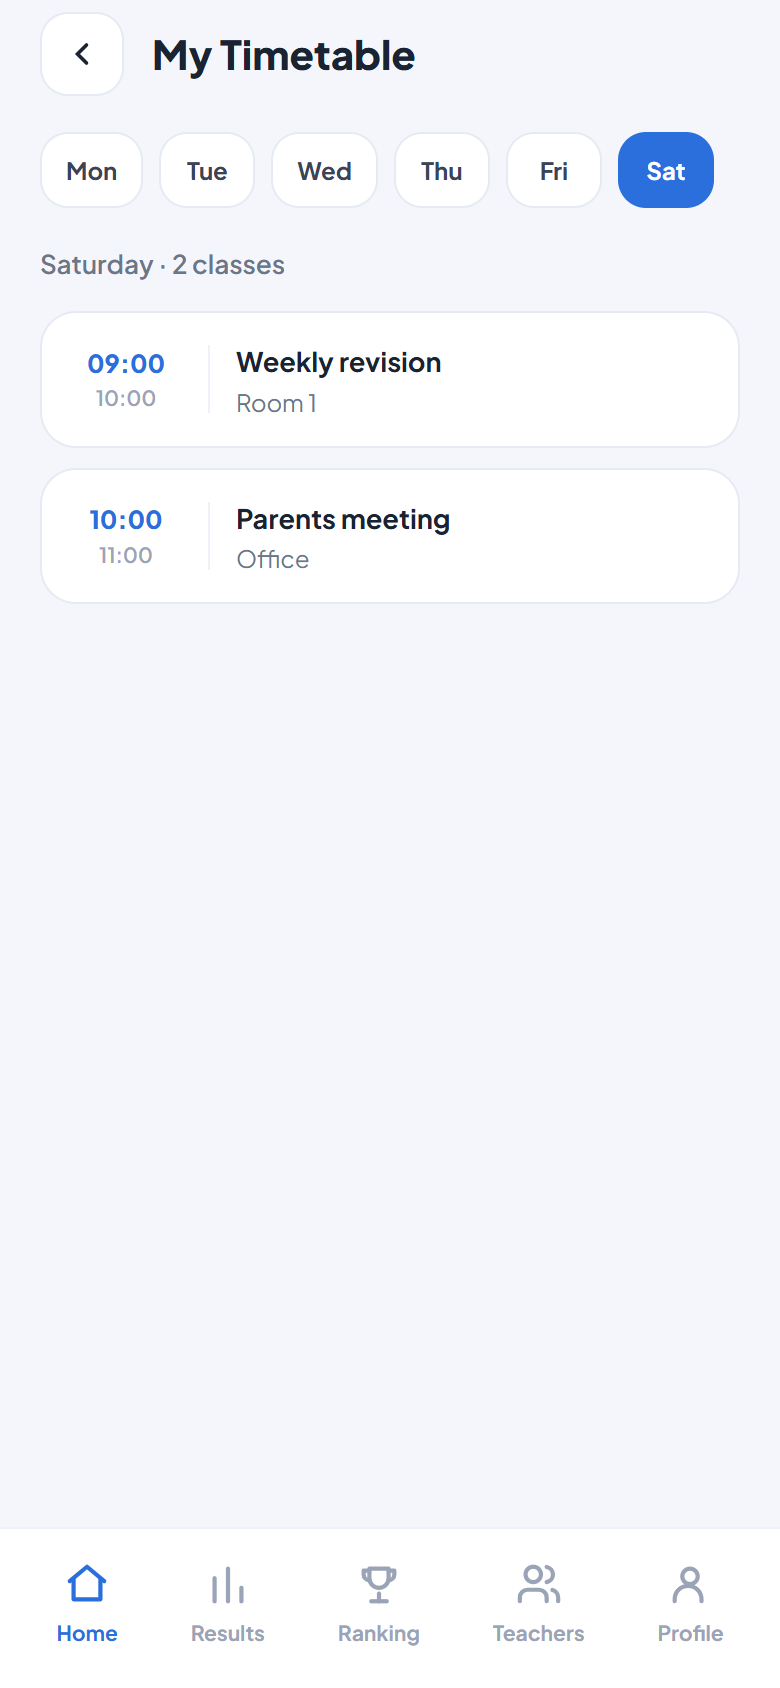 My Timetable
Mon Tue Wed Thu Fri Sat
Saturday · 2 classes
09:00
10:00
Weekly revision
Room 1
10:00
11:00
Parents meeting
Office
Home Results Ranking Teachers Profile